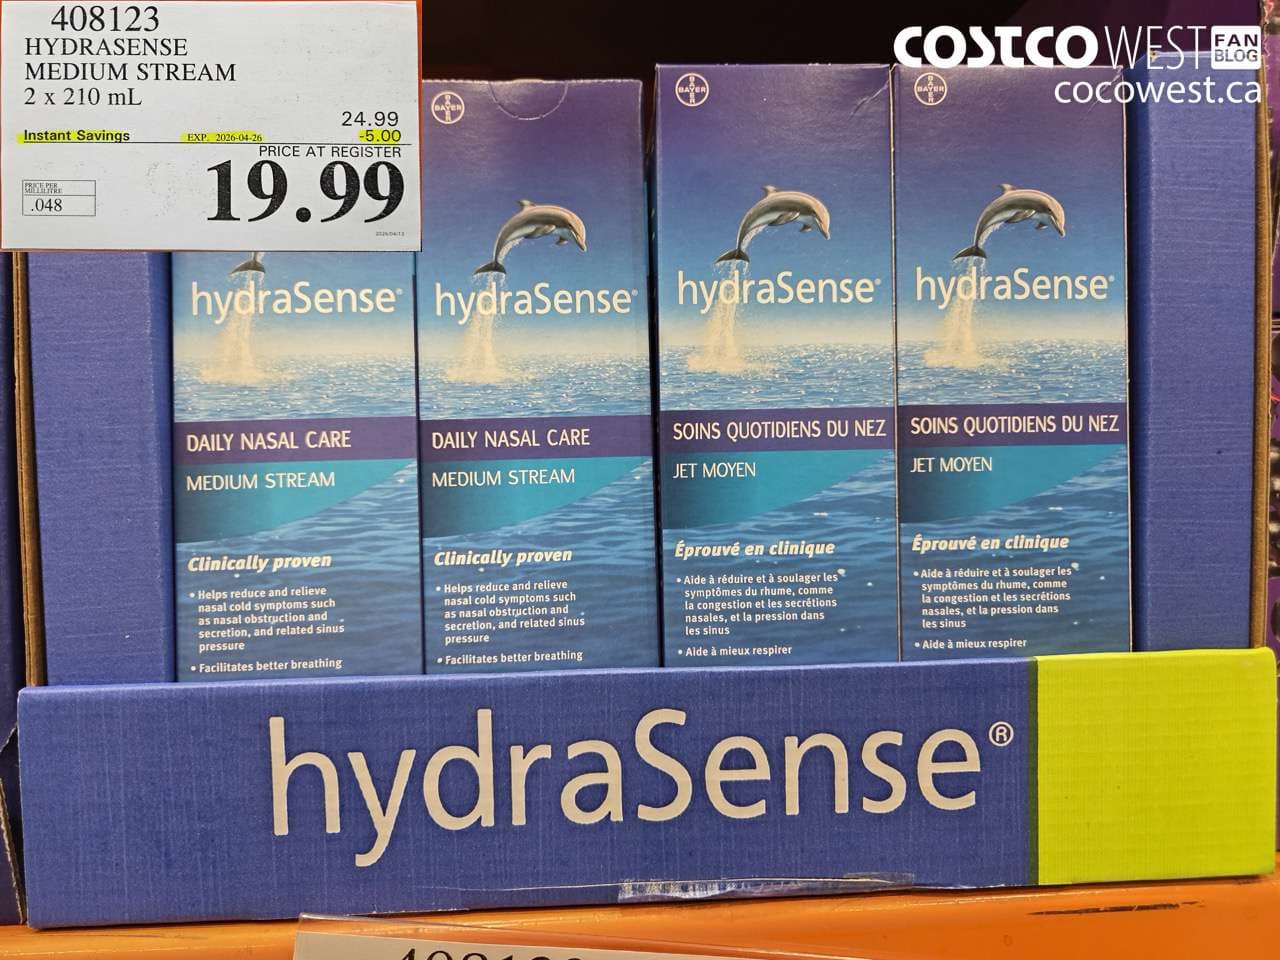 408123
HYDRASENSE
MEDIUM STREAM
2 x 210 mL
24.99
Instant Savings EXP. 2026-04-26 -5.00
PRICE AT REGISTER
19.99
PRICE PER
MILLILITRE
.048
2026/04/13
COSTCO WEST FAN BLOG
cocowest.ca
BAYER
BAYER
BAYER
hydraSense®
hydraSense®
hydraSense®
hydraSense®
DAILY NASAL CARE
MEDIUM STREAM
Clinically proven
• Helps reduce and relieve
nasal cold symptoms such
as nasal obstruction and
secretion, and related sinus
pressure
• Facilitates better breathing
DAILY NASAL CARE
MEDIUM STREAM
Clinically proven
• Helps reduce and relieve
nasal cold symptoms such
as nasal obstruction and
secretion, and related sinus
pressure
• Facilitates better breathing
SOINS QUOTIDIENS DU NEZ
JET MOYEN
Éprouvé en clinique
• Aide à réduire et à soulager les
symptômes du rhume, comme
la congestion et les secrétions
nasales, et la pression dans
les sinus
• Aide à mieux respirer
SOINS QUOTIDIENS DU NEZ
JET MOYEN
Éprouvé en clinique
• Aide à réduire et à soulager les
symptômes du rhume, comme
la congestion et les secrétions
nasales, et la pression dans
les sinus
• Aide à mieux respirer
hydraSense®